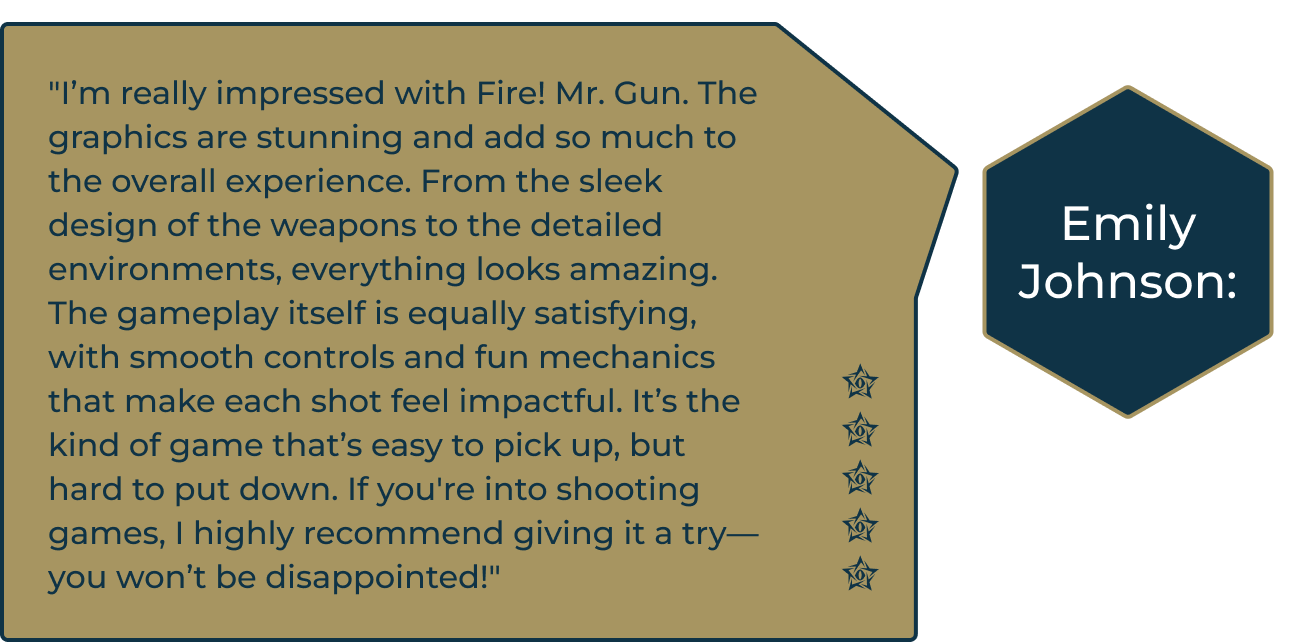 "I’m really impressed with Fire! Mr. Gun. The
graphics are stunning and add so much to
the overall experience. From the sleek
design of the weapons to the detailed
environments, everything looks amazing.
The gameplay itself is equally satisfying,
with smooth controls and fun mechanics
that make each shot feel impactful. It’s the
kind of game that’s easy to pick up, but
hard to put down. If you're into shooting
games, I highly recommend giving it a try—
you won’t be disappointed!"
Emily
Johnson: